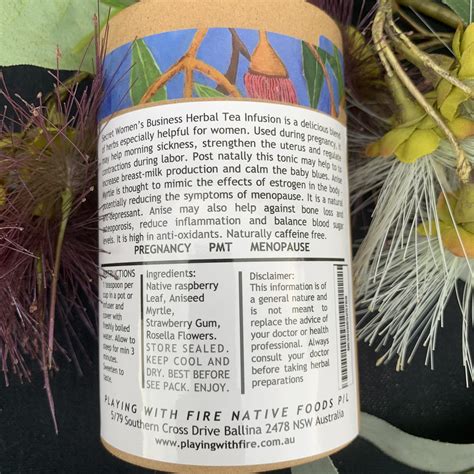 Secret Women's Business Herbal Tea Infusion is a delicious blend
of herbs especially helpful for women. Used during pregnancy, it
may help morning sickness, strengthen the uterus and regulate
contractions during labor. Post natally this tonic may help to
increase breast-milk production and calm the baby blues. Anise
Myrtle is thought to mimic the effects of estrogen in the body
potentially reducing the symptoms of menopause. It is a natural
depressant. Anise may also help against bone loss and
osteoporosis, reduce inflammation and balance blood sugar
levels. It is high in anti-oxidants. Naturally caffeine free.
PREGNANCY PMT MENOPAUSE
INSTRUCTIONS
1 teaspoon per
cup in a pot or
infuser and
cover with
freshly boiled
water. Allow to
steep for min 3
minutes.
Sweeten to
taste.
Ingredients:
Native raspberry
Leaf, Aniseed
Myrtle,
Strawberry Gum,
Rosella Flowers.
STORE SEALED.
KEEP COOL AND
DRY. BEST BEFORE
SEE PACK. ENJOY.
Disclaimer:
This information is of
a general nature and
is not meant to
replace the advice of
your doctor or health
professional. Always
consult your doctor
before taking herbal
preparations
PLAYING WITH FIRE NATIVE FOODS P/L
5/79 Southern Cross Drive Ballina 2478 NSW Australia
www.playingwithfire.com.au